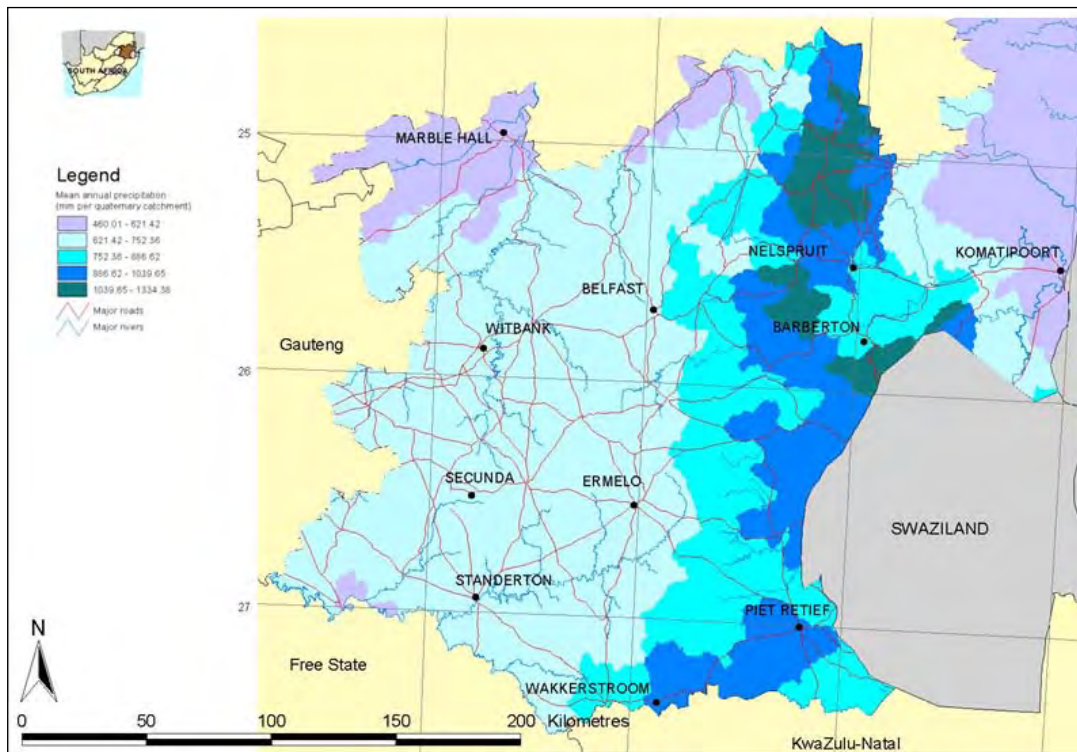 SOUTH AFRICA
Legend
Mean annual precipitation
(mm per quaternary catchment)
460.01 - 621.42
621.42 - 752.36
752.36 - 886.62
886.62 - 1039.65
1039.65 - 1334.38
Major roads
Major rivers
25
MARBLE HALL
NELSPRUIT
KOMATIPOORT
BELFAST
WITBANK
BARBERTON
Gauteng
26
SECUNDA
ERMELO
SWAZILAND
STANDERTON
27
PIET RETIEF
N
Free State
WAKKERSTROOM
0 50 100 150 200 Kilometres
KwaZulu-Natal